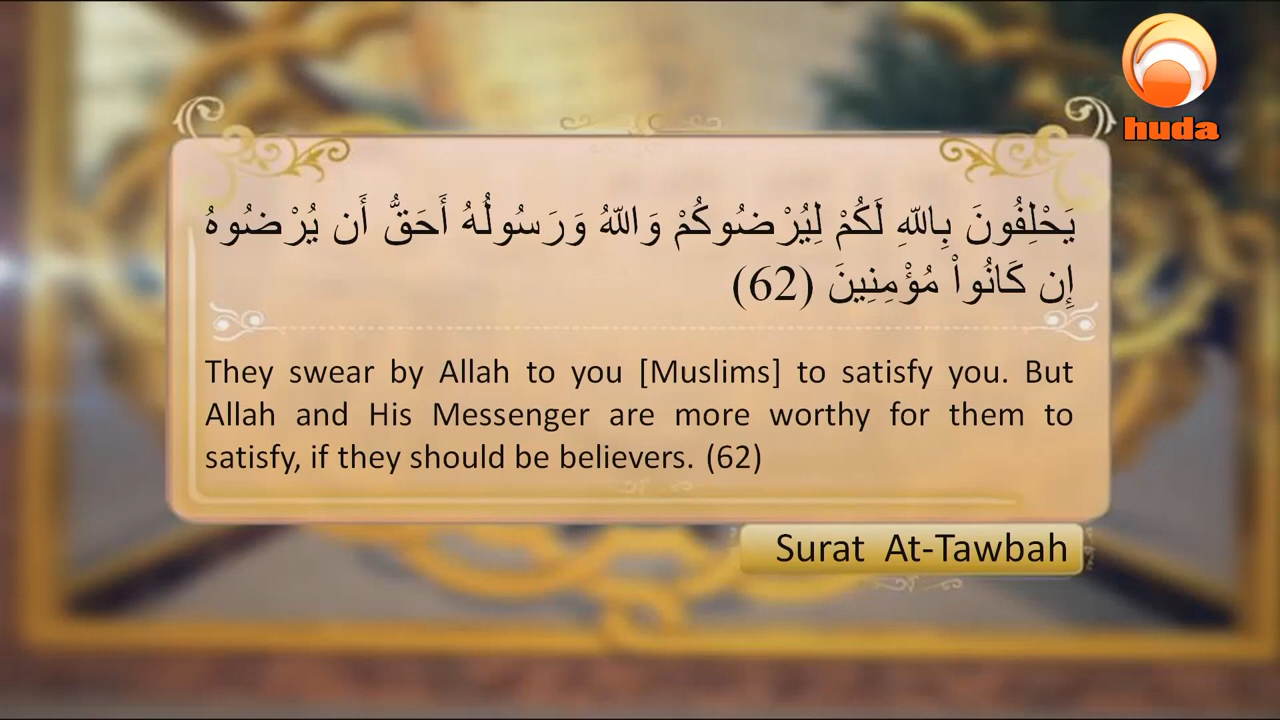 huda
يَحْلِفُونَ بِاللّهِ لَكُمْ لِيُرْضُوكُمْ وَاللّهُ وَرَسُولُهُ أَحَقُّ أَن يُرْضُوهُ
إِن كَانُواْ مُؤْمِنِينَ (62)
They swear by Allah to you [Muslims] to satisfy you. But
Allah and His Messenger are more worthy for them to
satisfy, if they should be believers. (62)
Surat At-Tawbah